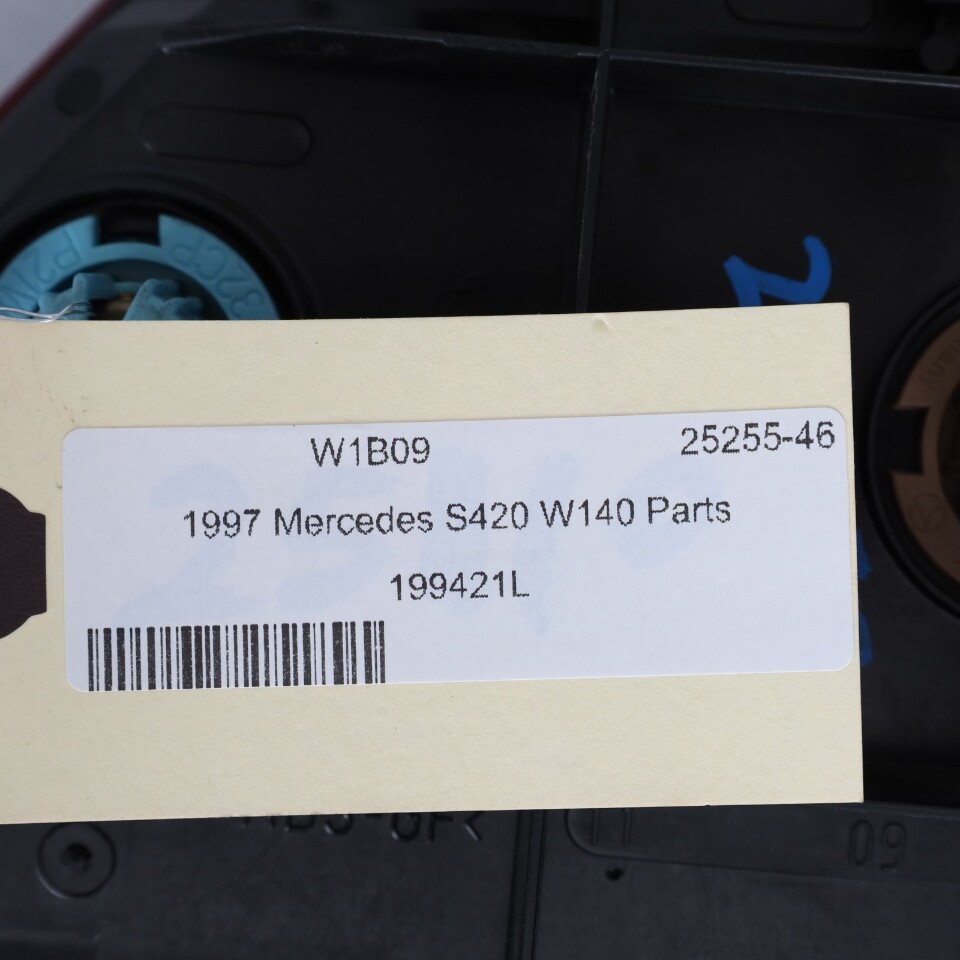 W1B09 25255-46
1997 Mercedes S420 W140 Parts
199421L
09